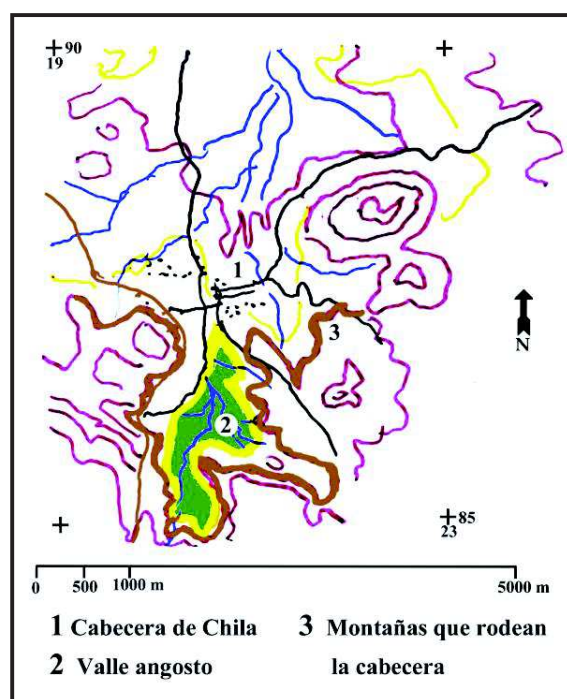 90
19
1
3
N
2
85
23
0 500 1000 m 5000 m
1 Cabecera de Chila
2 Valle angosto
3 Montañas que rodean
la cabecera